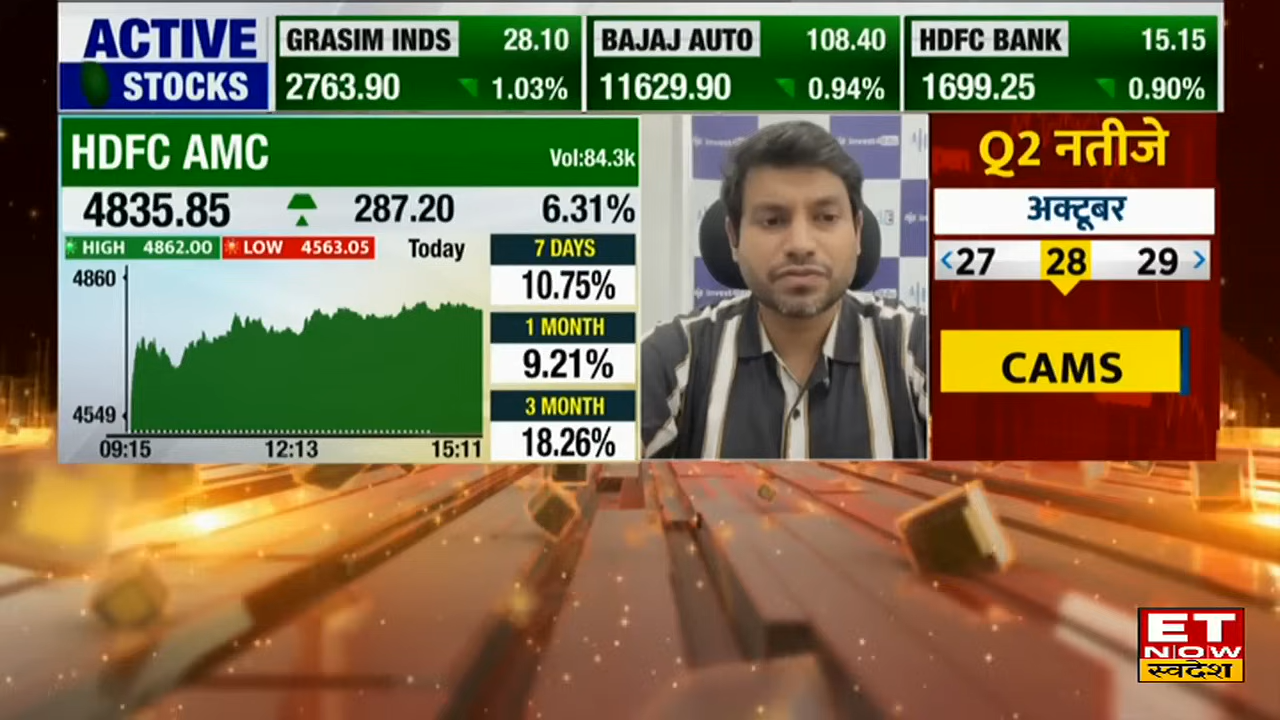 ACTIVE
STOCKS
GRASIM INDS 28.10
2763.90 1.03%
BAJAJ AUTO 108.40
11629.90 0.94%
HDFC BANK 15.15
1699.25 0.90%
HDFC AMC Vol:84.3k
4835.85 287.20 6.31%
HIGH 4862.00 LOW 4563.05 Today
4860
4549
09:15 12:13 15:11
7 DAYS
10.75%
1 MONTH
9.21%
3 MONTH
18.26%
Q2 नतीजे
अक्टूबर
27 28 29
CAMS
ET
NOW
स्वदेश